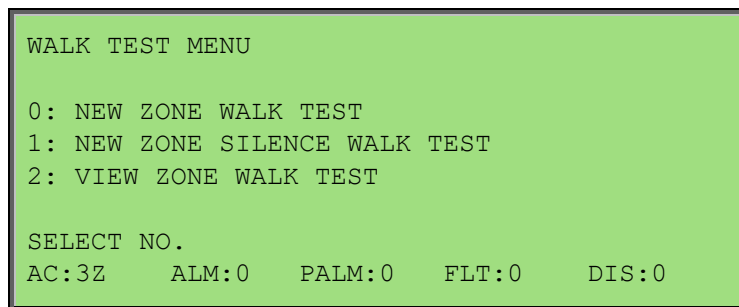 WALK TEST MENU
0: NEW ZONE WALK TEST
1: NEW ZONE SILENCE WALK TEST
2: VIEW ZONE WALK TEST
SELECT NO.
AC:3Z ALM:0 PALM:0 FLT:0 DIS:0